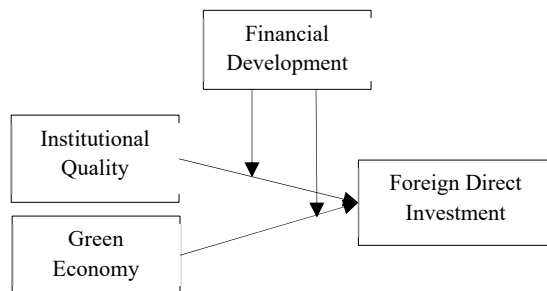 Financial
Development
Institutional
Quality
Foreign Direct
Investment
Green
Economy